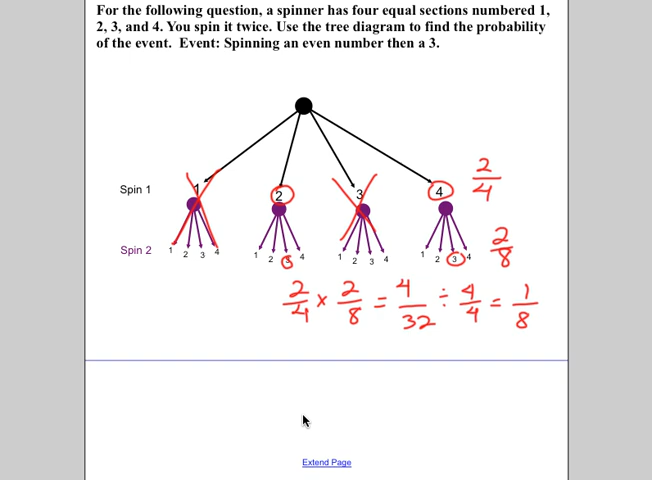 For the following question, a spinner has four equal sections numbered 1,
2, 3, and 4. You spin it twice. Use the tree diagram to find the probability
of the event.  Event: Spinning an even number then a 3.
Spin 1 1 2 3 4 2/4
Spin 2 1 2 3 4 1 2 3 4 1 2 3 4 1 2 3 4 2/8
2/4 x 2/8 = 4/32 ÷ 4/4 = 1/8
Extend Page